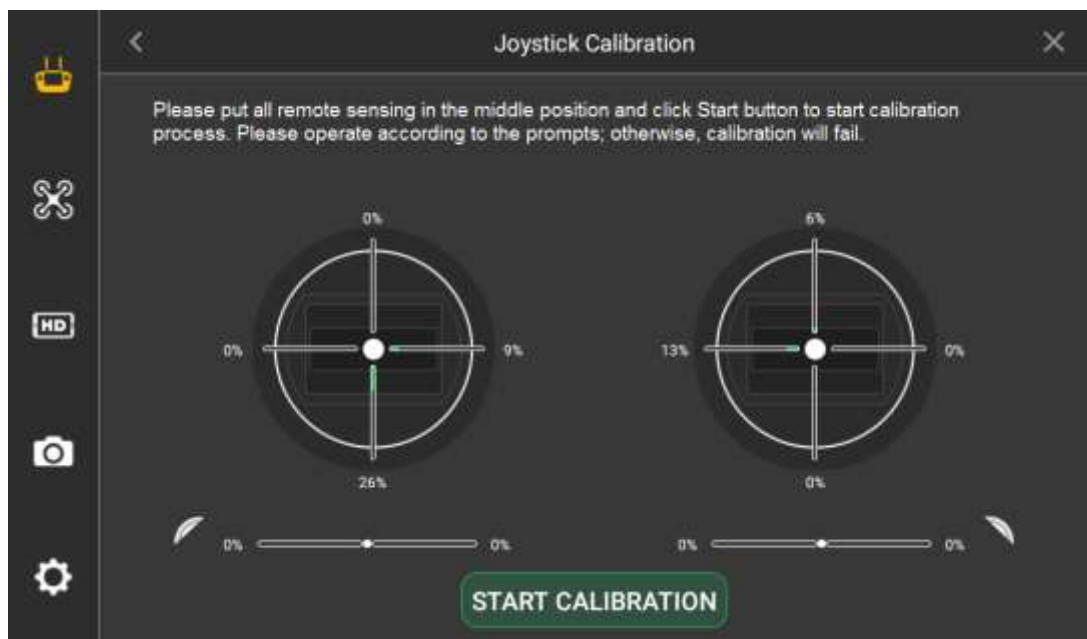 Joystick Calibration
Please put all remote sensing in the middle position and click Start button to start calibration
process. Please operate according to the prompts; otherwise, calibration will fail.
0%
6%
HD
0%
9%
13%
0%
26%
0%
0%
0%
0%
0%
START CALIBRATION